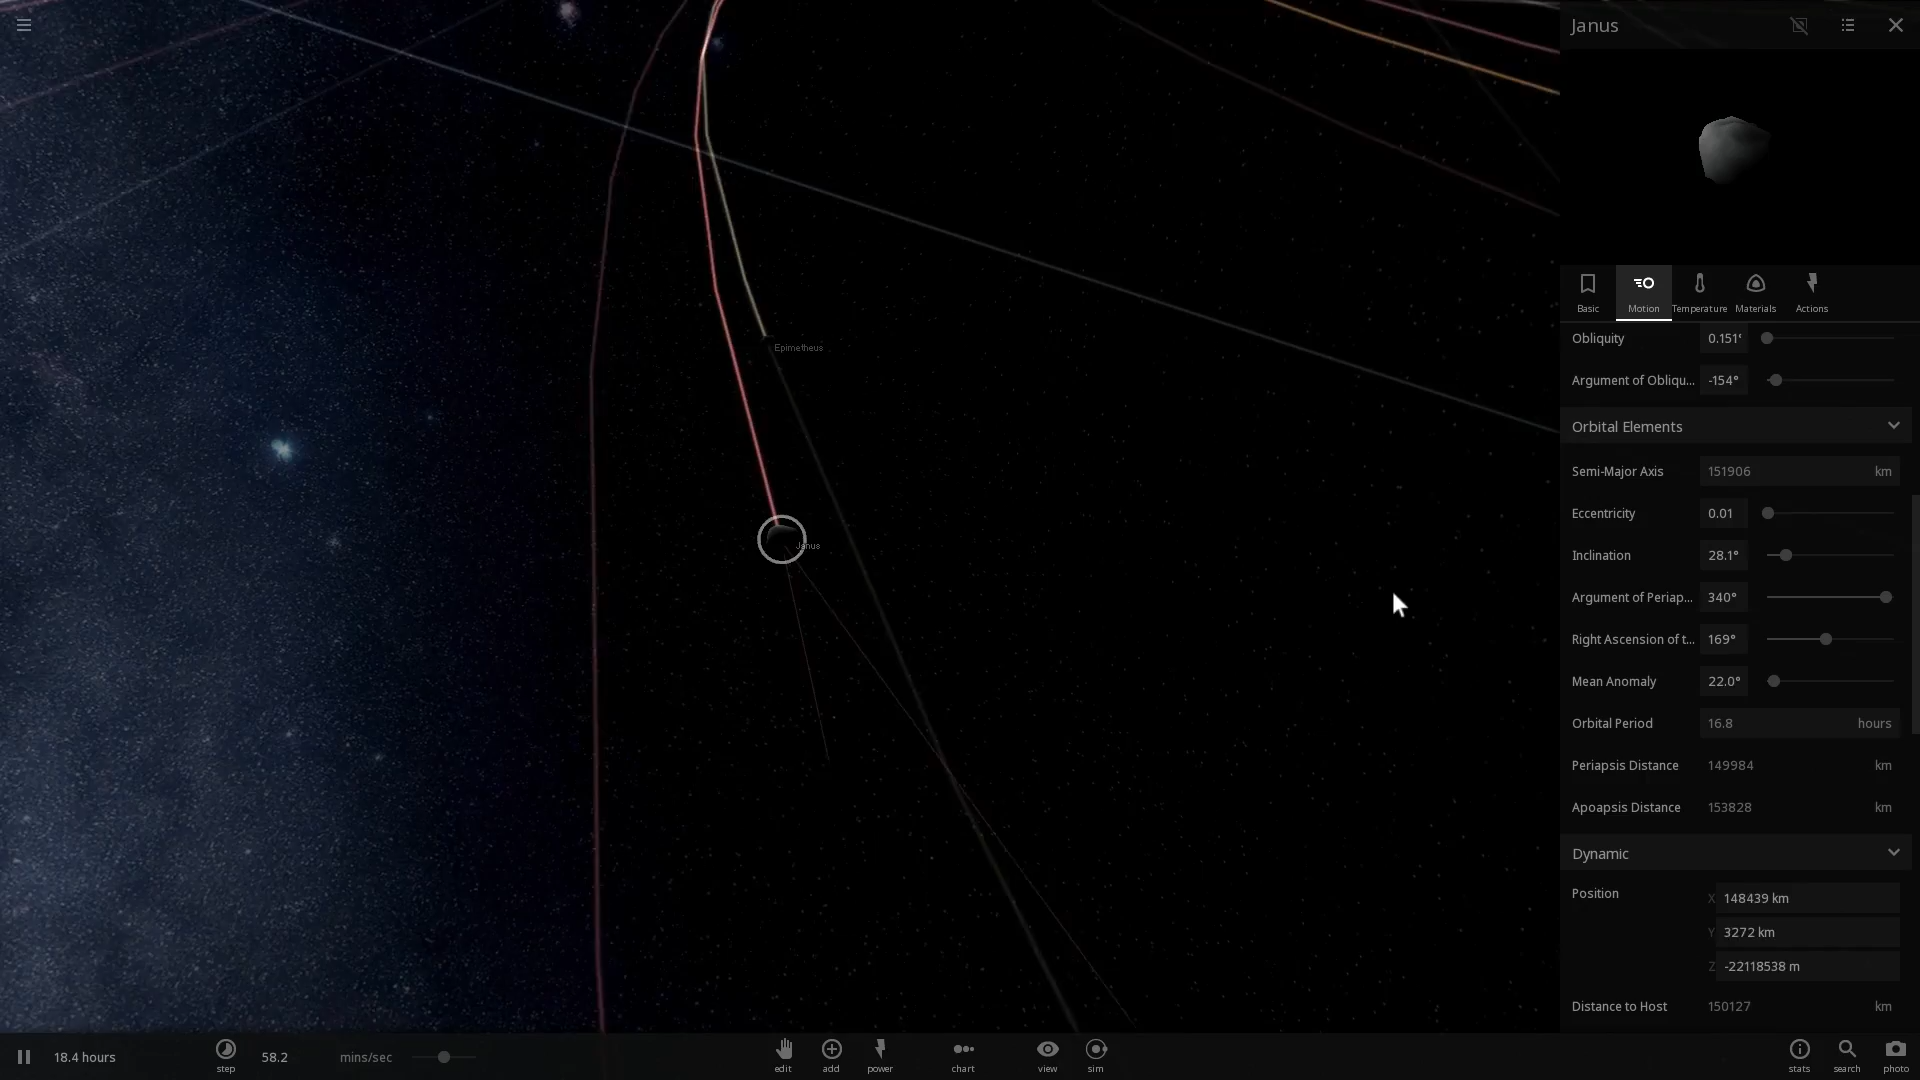 Janus
Basic
Motion
Temperature
Materials
Actions
Obliquity 0.151°
Argument of Obliqu... -154°
Orbital Elements
Semi-Major Axis 151906 km
Eccentricity 0.01
Inclination 28.1°
Argument of Periap... 340°
Right Ascension of t... 169°
Mean Anomaly 22.0°
Orbital Period 16.8 hours
Periapsis Distance 149984 km
Apoapsis Distance 153828 km
Dynamic
Position X 148439 km
Y 3272 km
Z -22118538 m
Distance to Host 150127 km
Epimetheus
Janus
18.4 hours
step
58.2 mins/sec
edit
add
power
chart
view
sim
stats
search
photo